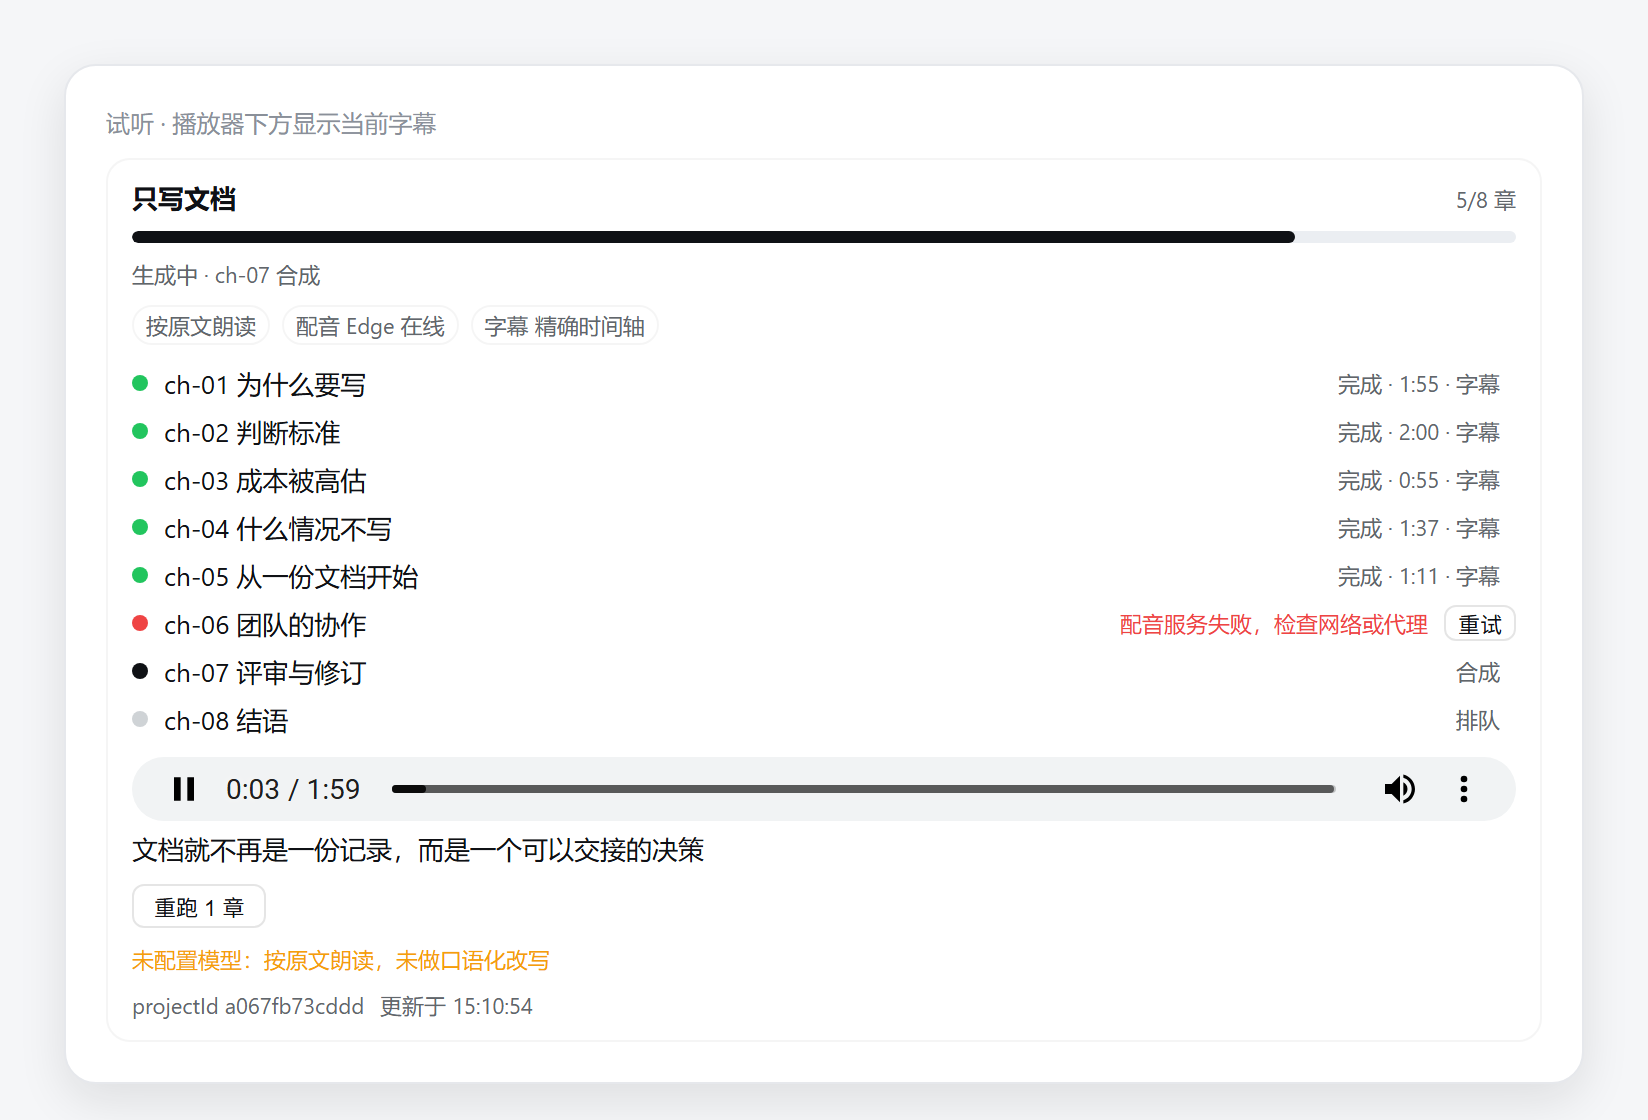 试听 · 播放器下方显示当前字幕
只写文档 5/8 章
生成中 · ch-07 合成
按原文朗读 配音 Edge 在线 字幕 精确时间轴
ch-01 为什么要写 完成 · 1:55 · 字幕
ch-02 判断标准 完成 · 2:00 · 字幕
ch-03 成本被高估 完成 · 0:55 · 字幕
ch-04 什么情况不写 完成 · 1:37 · 字幕
ch-05 从一份文档开始 完成 · 1:11 · 字幕
ch-06 团队的协作 配音服务失败，检查网络或代理 重试
ch-07 评审与修订 合成
ch-08 结语 排队
0:03 / 1:59
文档就不再是一份记录，而是一个可以交接的决策
重跑 1 章
未配置模型：按原文朗读，未做口语化改写
projectId a067fb73cddd 更新于 15:10:54